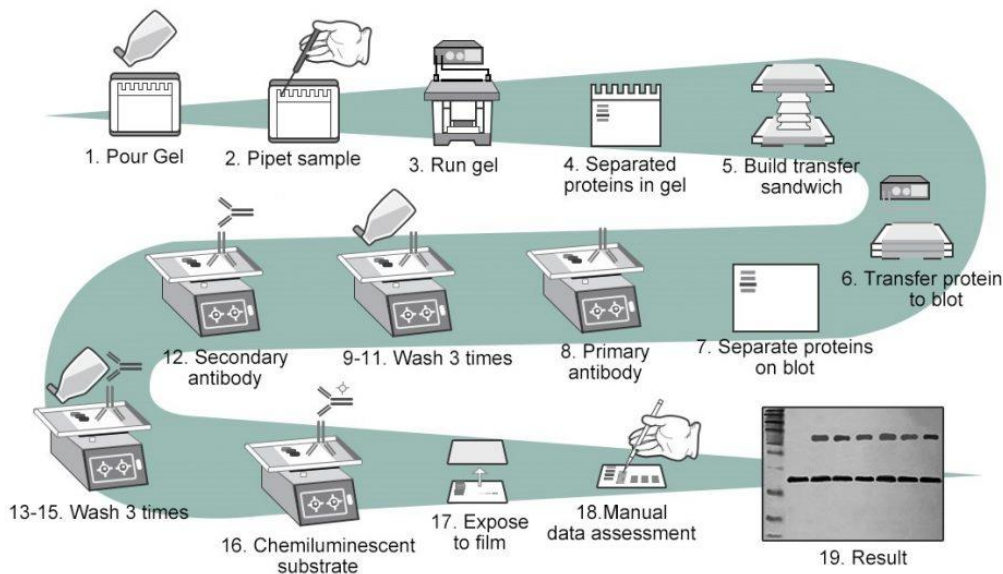 1. Pour Gel
2. Pipet sample
3. Run gel
4. Separated
proteins in gel
5. Build transfer
sandwich
6. Transfer protein
to blot
7. Separate proteins
on blot
8. Primary
antibody
9-11. Wash 3 times
12. Secondary
antibody
13-15. Wash 3 times
16. Chemiluminescent
substrate
17. Expose
to film
18.Manual
data assessment
19. Result